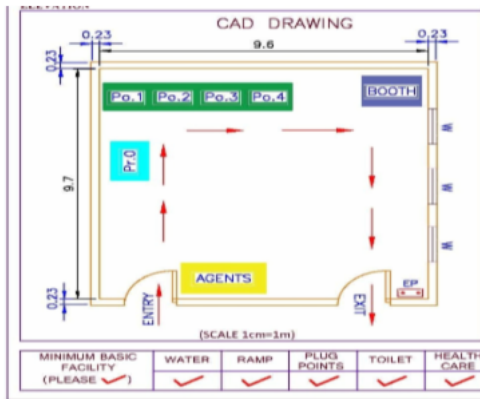 CAD DRAWING
0.23 9.6 0.23
0.23
Po.1 Po.2 Po.3 Po.4 BOOTH
W
Pr.0
9.7
W
W
AGENTS
EP
0.23
ENTRY
EXIT
(SCALE 1cm=1m)
MINIMUM BASIC FACILITY (PLEASE ✓) WATER RAMP PLUG POINTS TOILET HEALTH CARE
✓ ✓ ✓ ✓ ✓